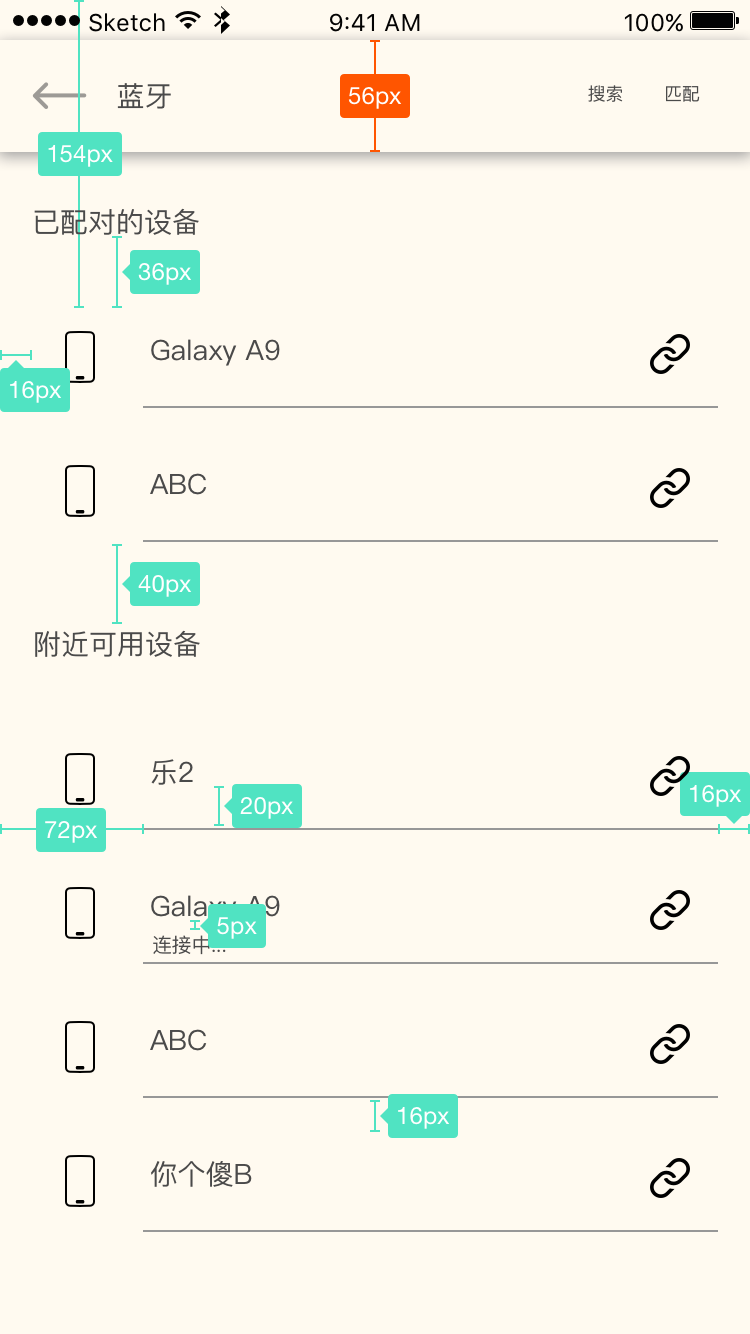 Sketch 9:41 AM 100%
蓝牙 56px 搜索 匹配
154px
已配对的设备
36px
Galaxy A9
16px
ABC
40px
附近可用设备
乐2
16px
20px
72px
Galaxy A9
5px
连接中...
ABC
16px
你个傻B